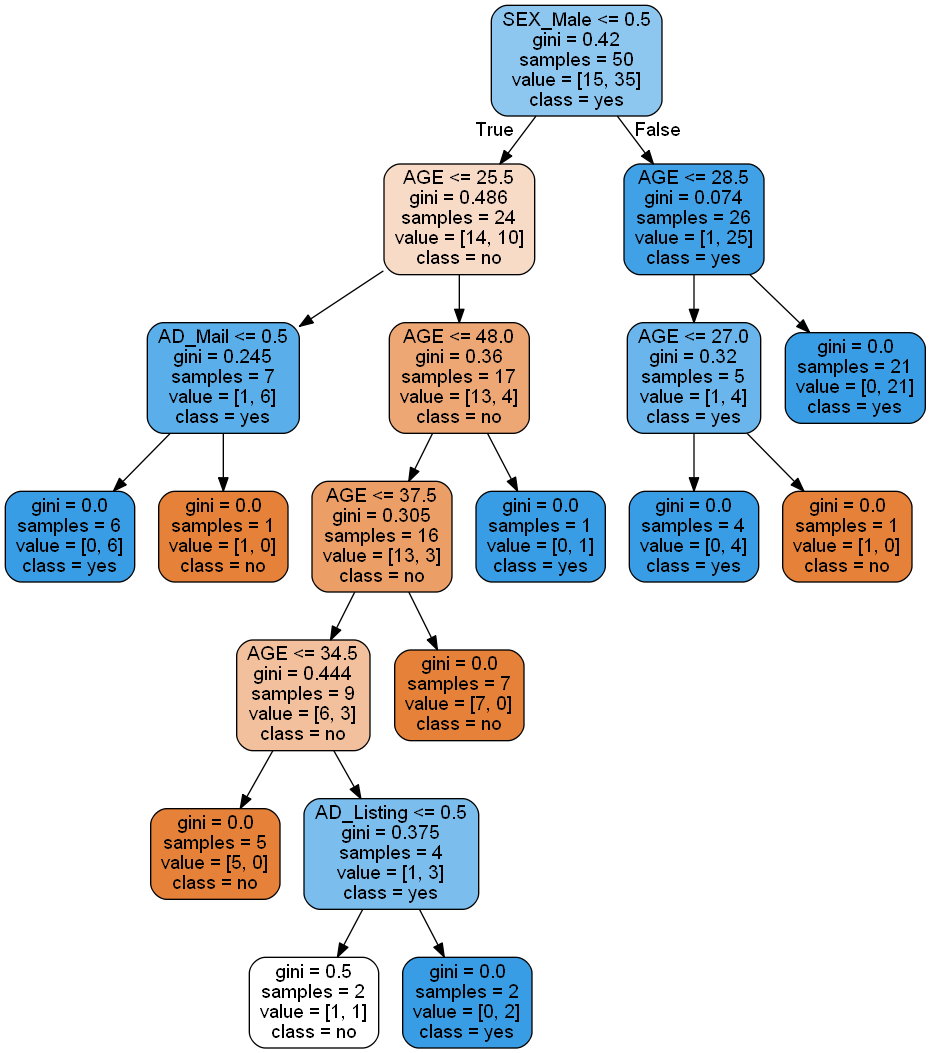 SEX_Male <= 0.5
gini = 0.42
samples = 50
value = [15, 35]
class = yes
True
False
AGE <= 25.5
gini = 0.486
samples = 24
value = [14, 10]
class = no
AGE <= 28.5
gini = 0.074
samples = 26
value = [1, 25]
class = yes
AD_Mail <= 0.5
gini = 0.245
samples = 7
value = [1, 6]
class = yes
AGE <= 48.0
gini = 0.36
samples = 17
value = [13, 4]
class = no
AGE <= 27.0
gini = 0.32
samples = 5
value = [1, 4]
class = yes
gini = 0.0
samples = 21
value = [0, 21]
class = yes
gini = 0.0
samples = 6
value = [0, 6]
class = yes
gini = 0.0
samples = 1
value = [1, 0]
class = no
AGE <= 37.5
gini = 0.305
samples = 16
value = [13, 3]
class = no
gini = 0.0
samples = 1
value = [0, 1]
class = yes
gini = 0.0
samples = 4
value = [0, 4]
class = yes
gini = 0.0
samples = 1
value = [1, 0]
class = no
AGE <= 34.5
gini = 0.444
samples = 9
value = [6, 3]
class = no
gini = 0.0
samples = 7
value = [7, 0]
class = no
gini = 0.0
samples = 5
value = [5, 0]
class = no
AD_Listing <= 0.5
gini = 0.375
samples = 4
value = [1, 3]
class = yes
gini = 0.5
samples = 2
value = [1, 1]
class = no
gini = 0.0
samples = 2
value = [0, 2]
class = yes